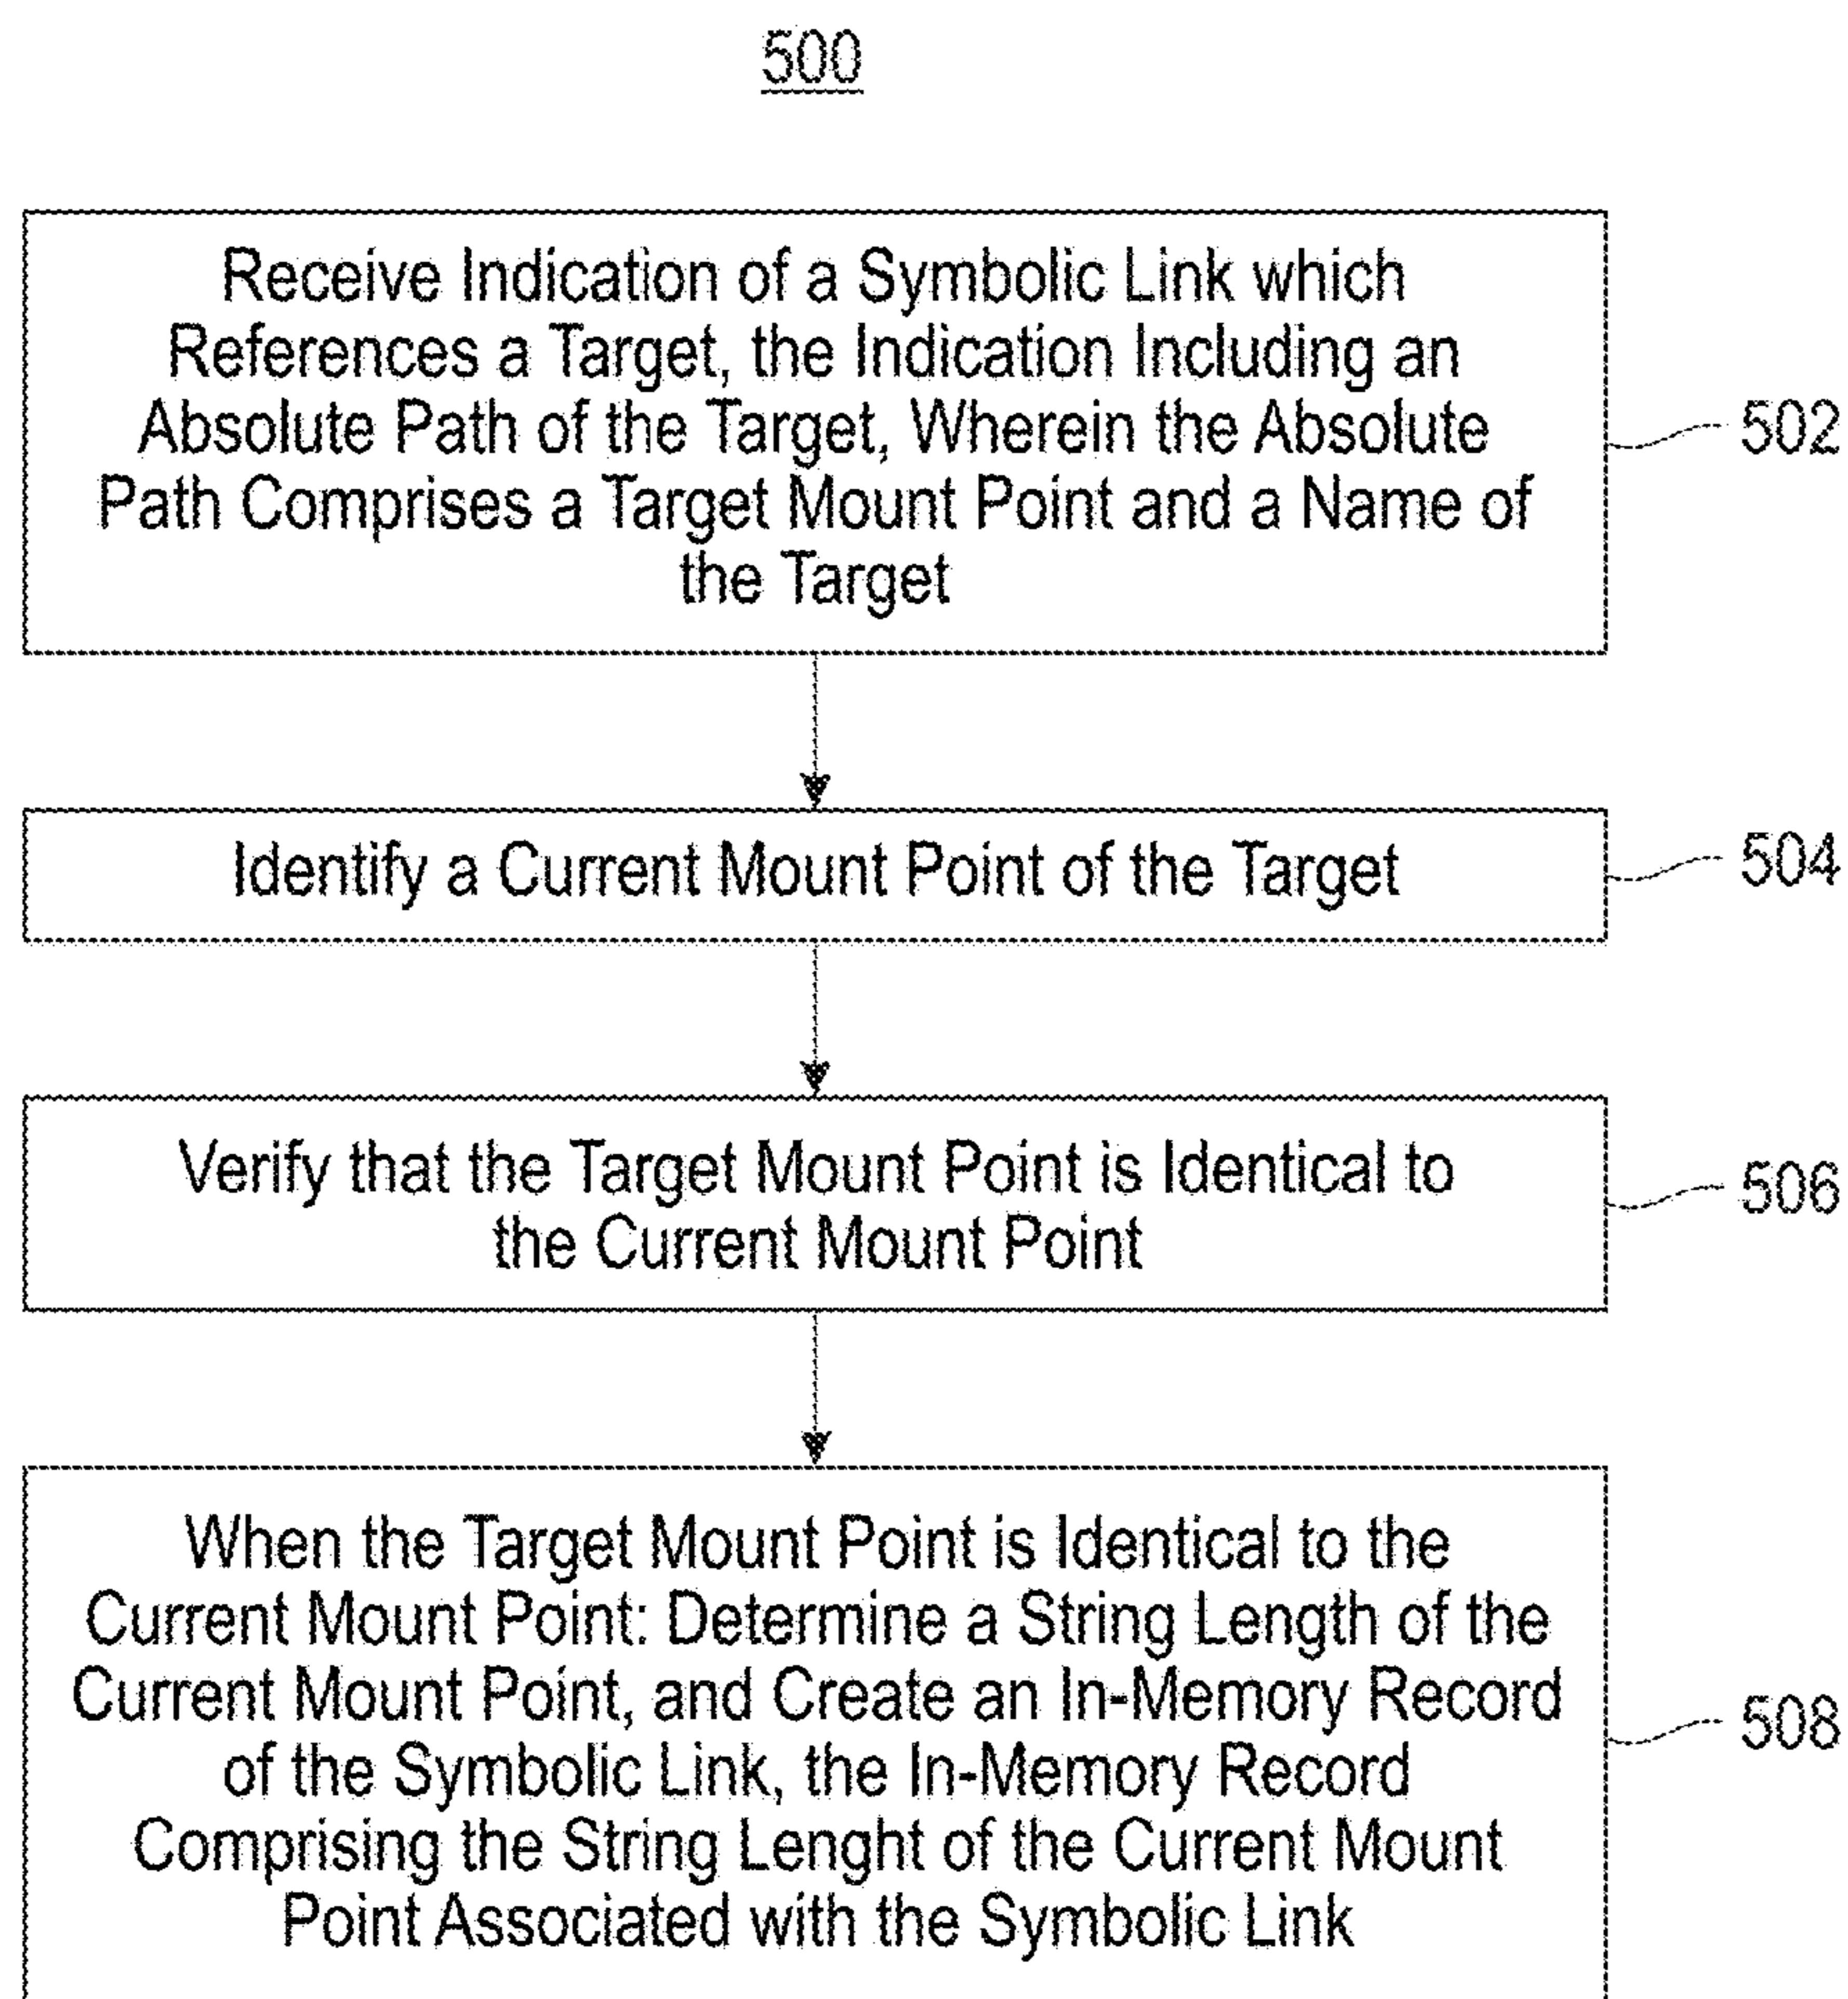 500
Receive Indication of a Symbolic Link which
References a Target, the Indication Including an
Absolute Path of the Target, Wherein the Absolute
Path Comprises a Target Mount Point and a Name of
the Target
502
Identify a Current Mount Point of the Target
504
Verify that the Target Mount Point is Identical to
the Current Mount Point
506
When the Target Mount Point is Identical to the
Current Mount Point: Determine a String Length of the
Current Mount Point, and Create an In-Memory Record
of the Symbolic Link, the In-Memory Record
Comprising the String Lenght of the Current Mount
Point Associated with the Symbolic Link
508